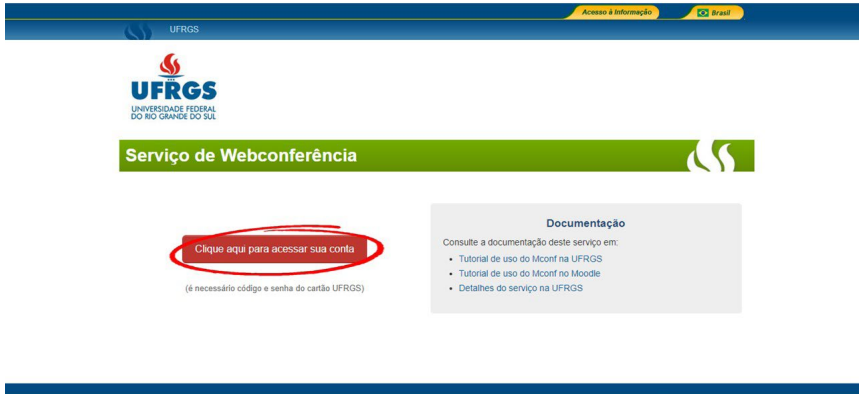 Acesso à Informação
Brasil
UFRGS
UFRGS
UNIVERSIDADE FEDERAL
DO RIO GRANDE DO SUL
Serviço de Webconferência
Clique aqui para acessar sua conta
(é necessário código e senha do cartão UFRGS)
Documentação
Consulte a documentação deste serviço em:
• Tutorial de uso do Mconf na UFRGS
• Tutorial de uso do Mconf no Moodle
• Detalhes do serviço na UFRGS